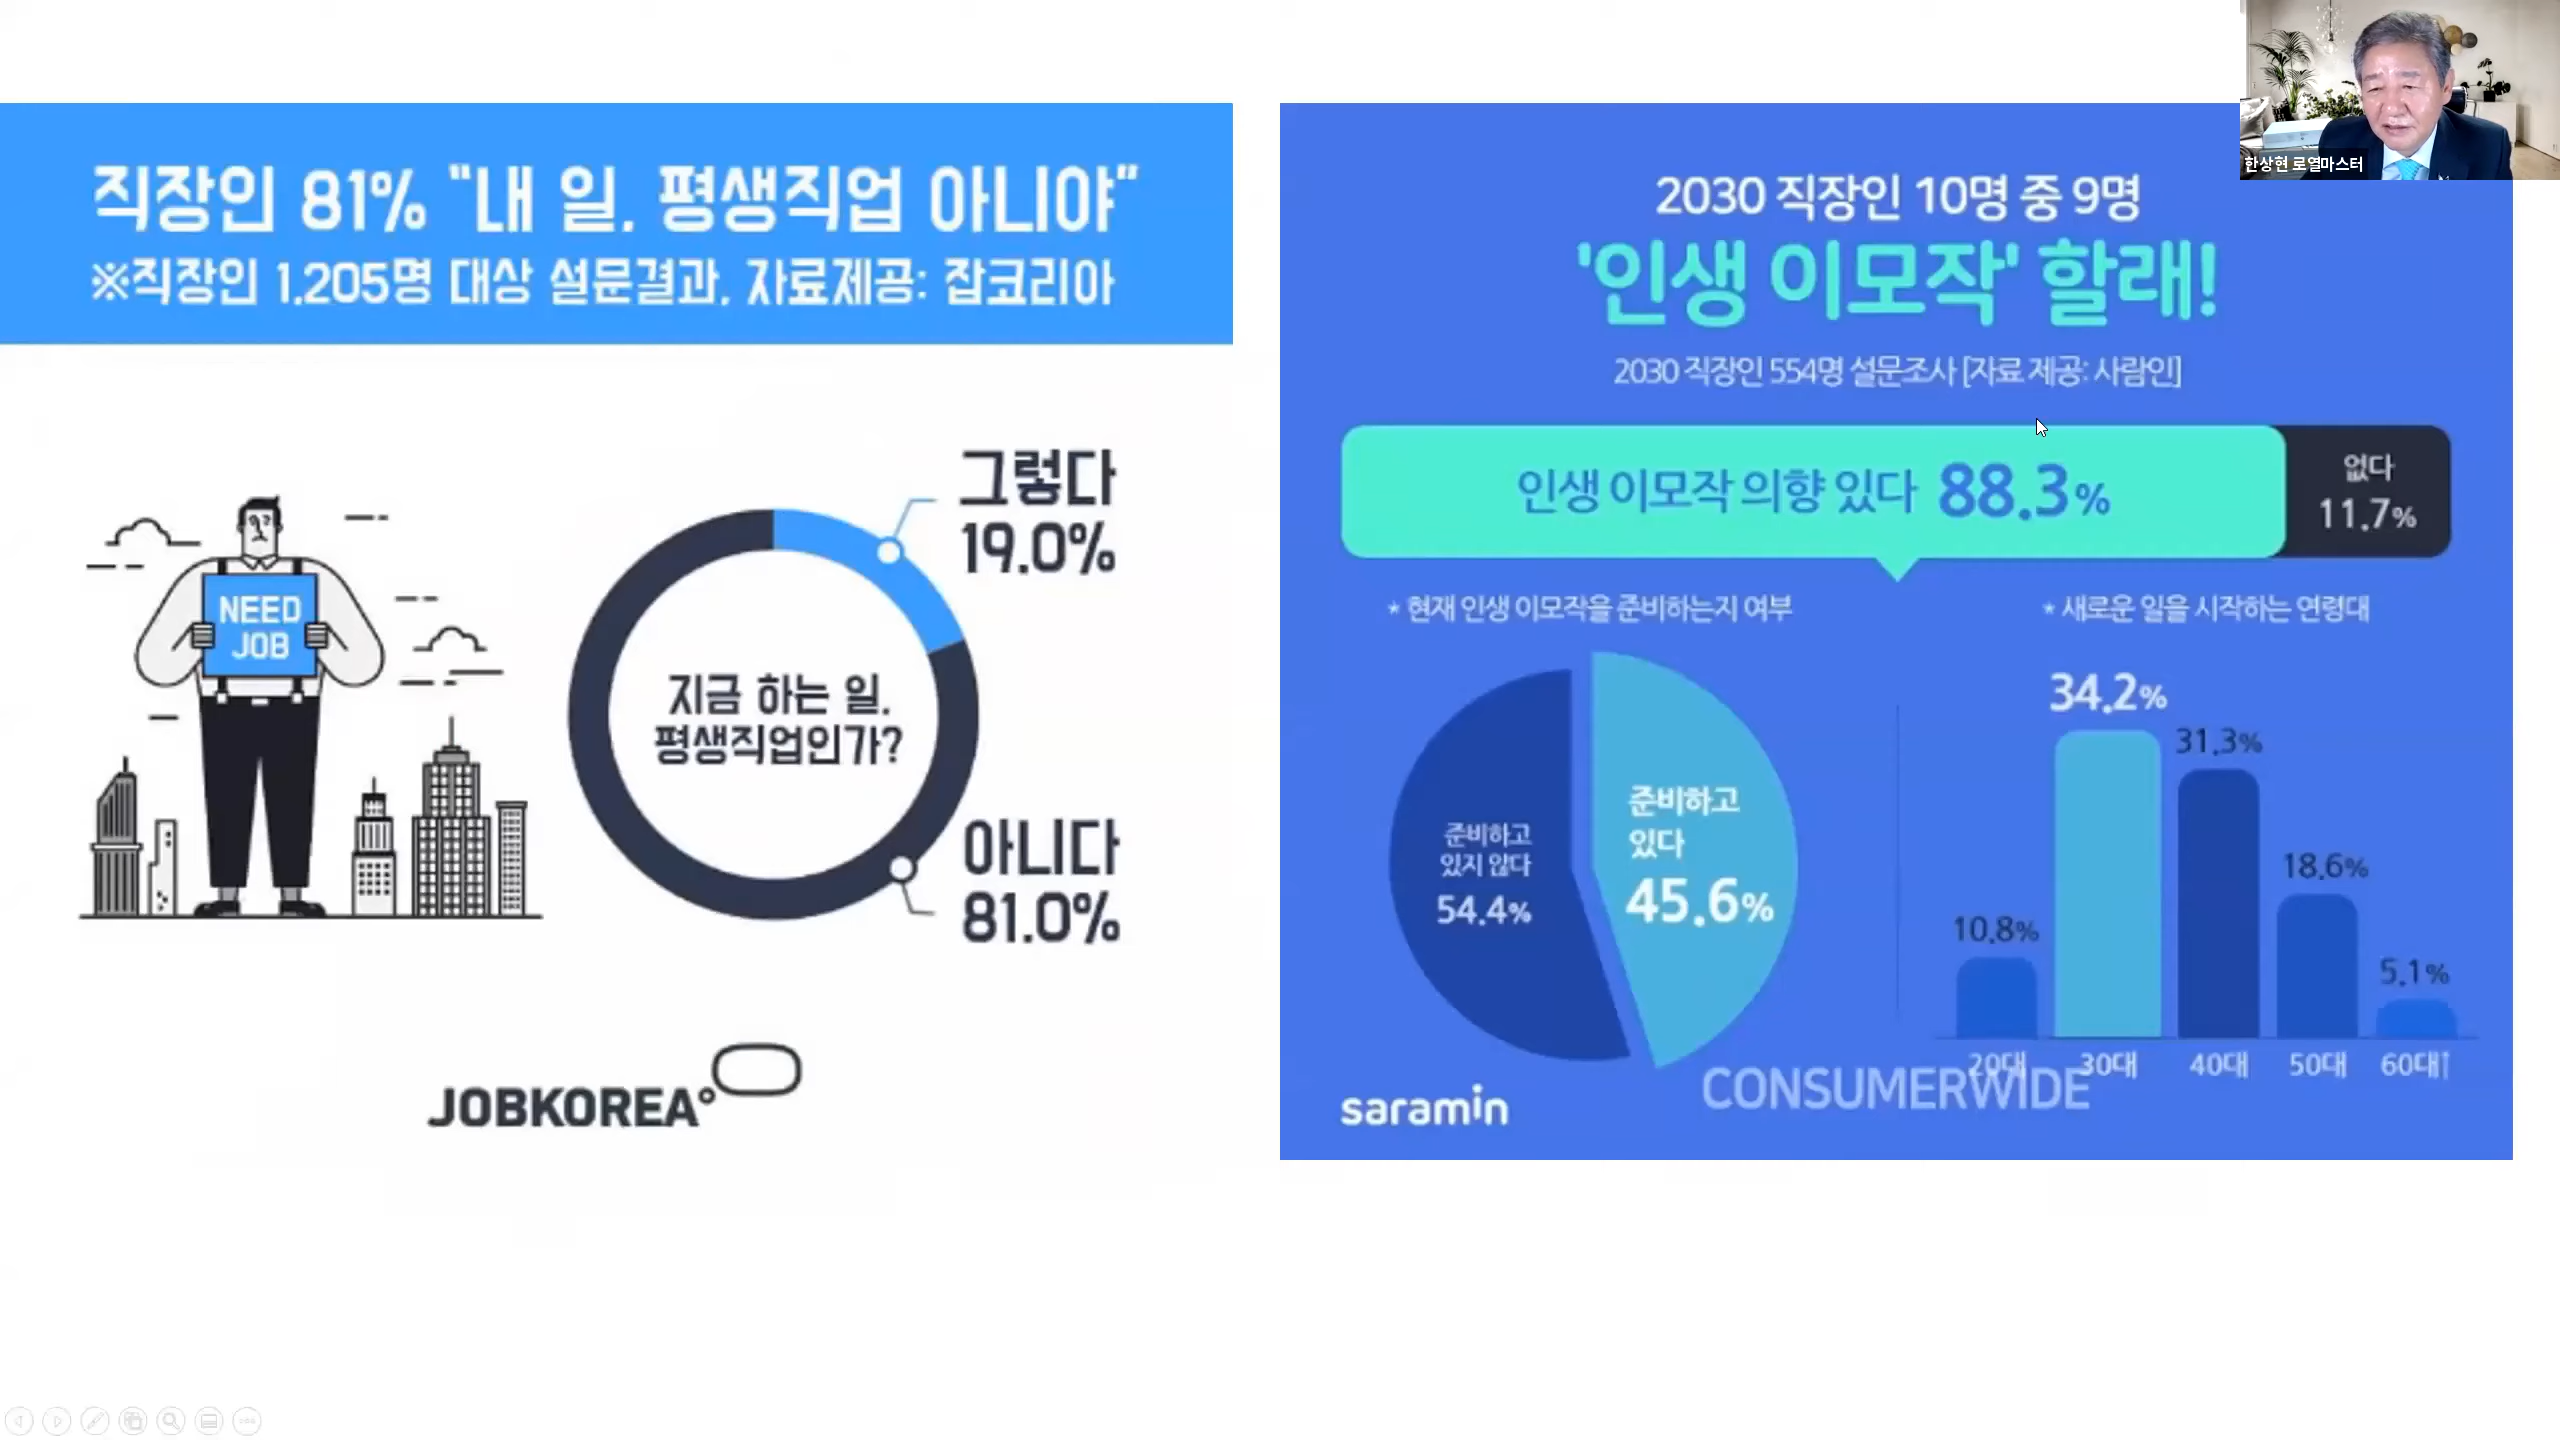 직장인 81% "내 일, 평생직업 아니야"
※직장인 1,205명 대상 설문결과, 자료제공: 잡코리아
NEED
JOB
그렇다
19.0%
지금 하는 일,
평생직업인가?
아니다
81.0%
JOBKOREA
한상현 로열마스터
2030 직장인 10명 중 9명
'인생 이모작' 할래!
2030 직장인 554명 설문조사 [자료 제공: 사람인]
인생 이모작 의향 있다 88.3%
없다
11.7%
* 현재 인생 이모작을 준비하는지 여부
준비하고
있지 않다
54.4%
준비하고
있다
45.6%
* 새로운 일을 시작하는 연령대
10.8%
34.2%
31.3%
18.6%
5.1%
20대 30대 40대 50대 60대↑
saramin
CONSUMERWIDE